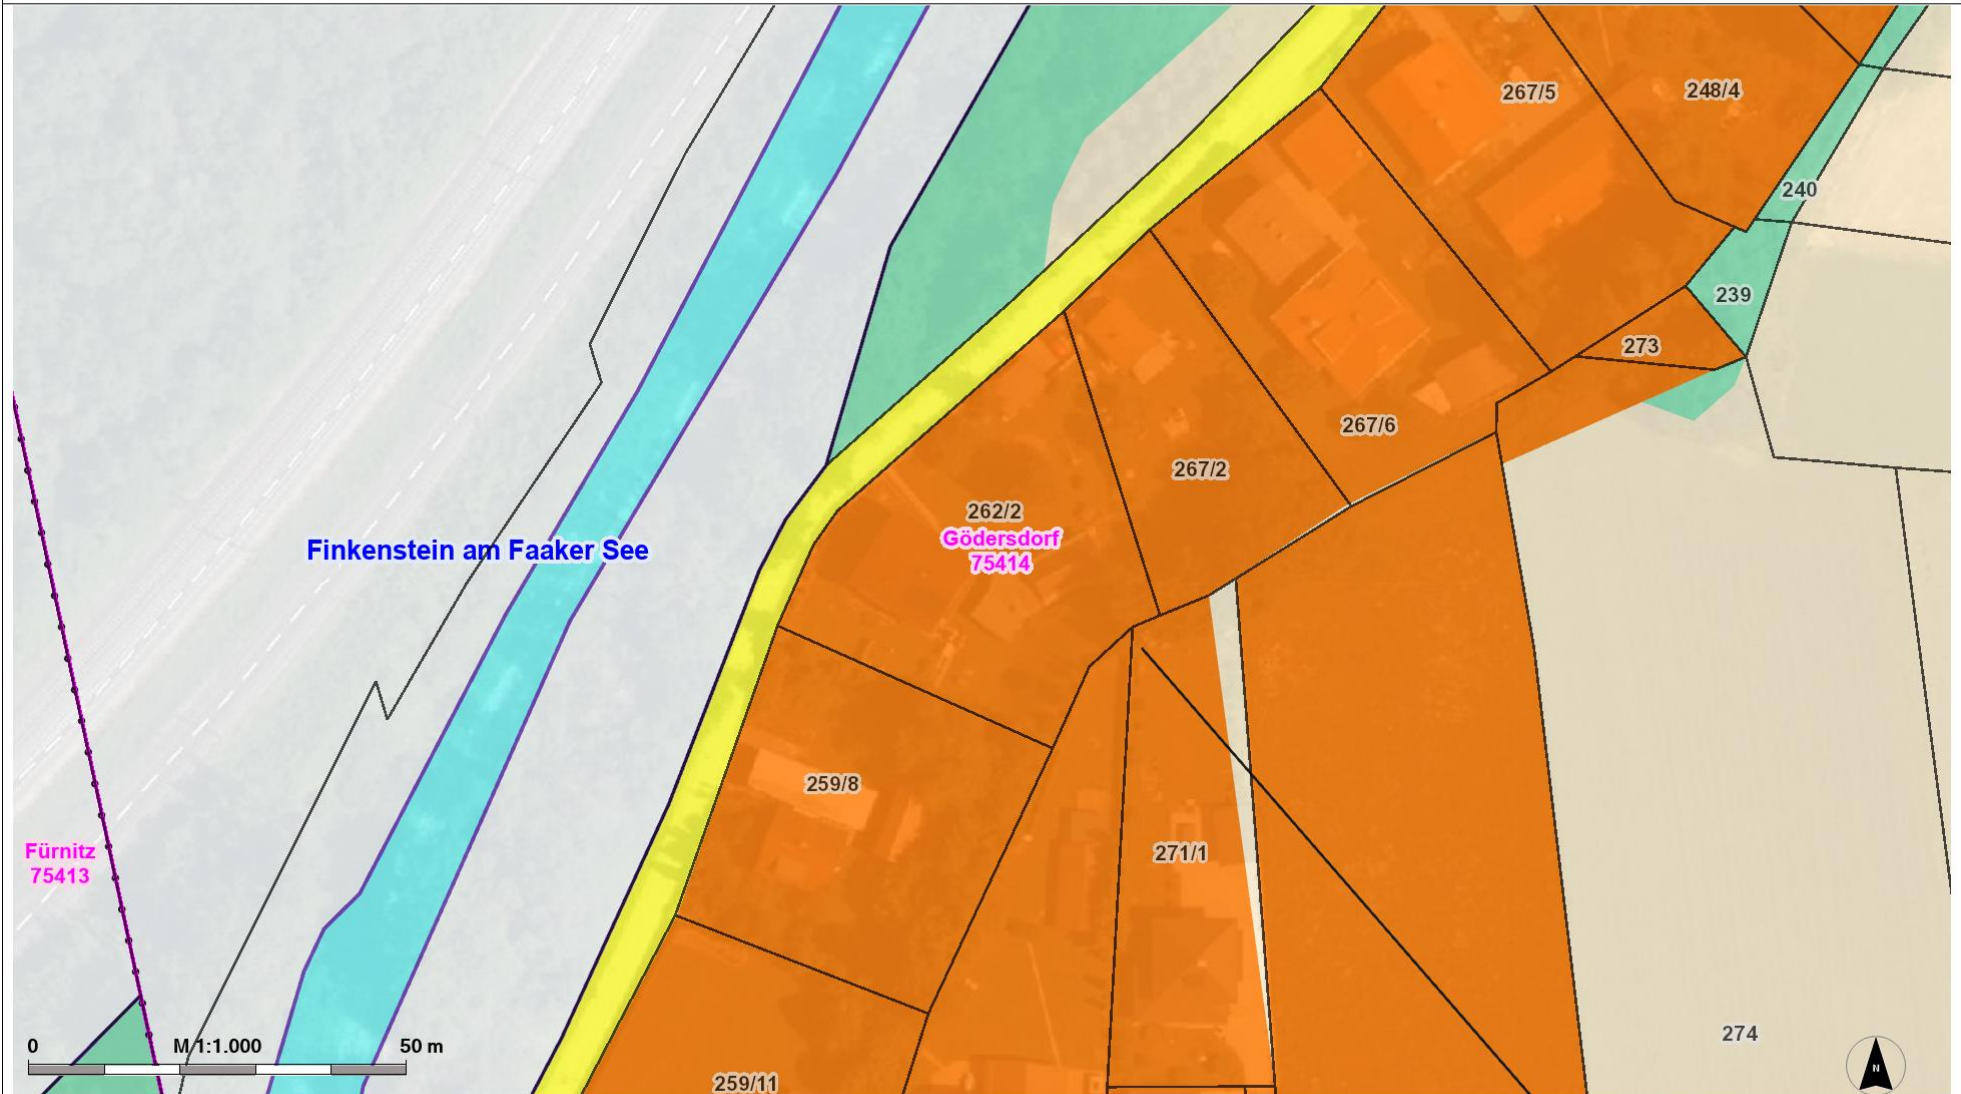 267/5
248/4
240
239
273
267/6
267/2
262/2
Gödersdorf
75414
Finkenstein am Faaker See
259/8
271/1
Fürnitz
75413
274
0 M 1:1.000 50 m
259/11
N